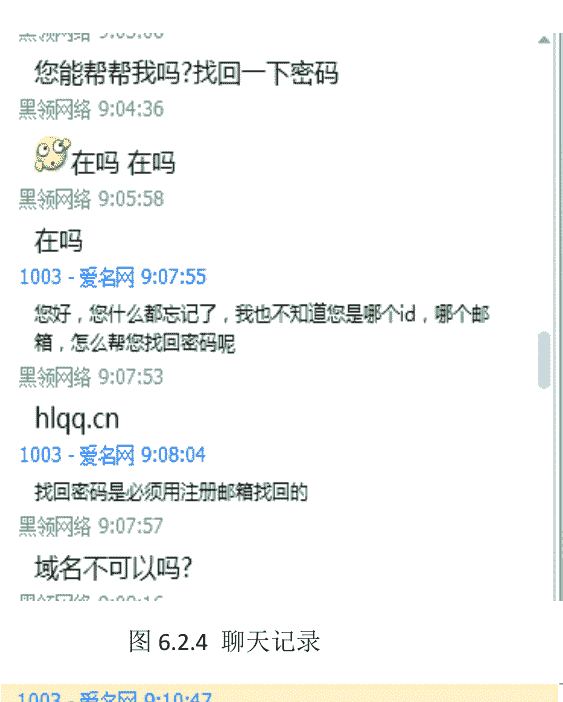 您能帮帮我吗?找回一下密码
黑领网络 9:04:36
在吗 在吗
黑领网络 9:05:58
在吗
1003 - 爱名网 9:07:55
您好，您什么都忘记了，我也不知道您是哪个id，哪个邮
箱，怎么帮您找回密码呢
黑领网络 9:07:53
hlqq.cn
1003 - 爱名网 9:08:04
找回密码是必须用注册邮箱找回的
黑领网络 9:07:57
域名不可以吗?
图 6.2.4 聊天记录
1003 - 爱名网 9:10:47